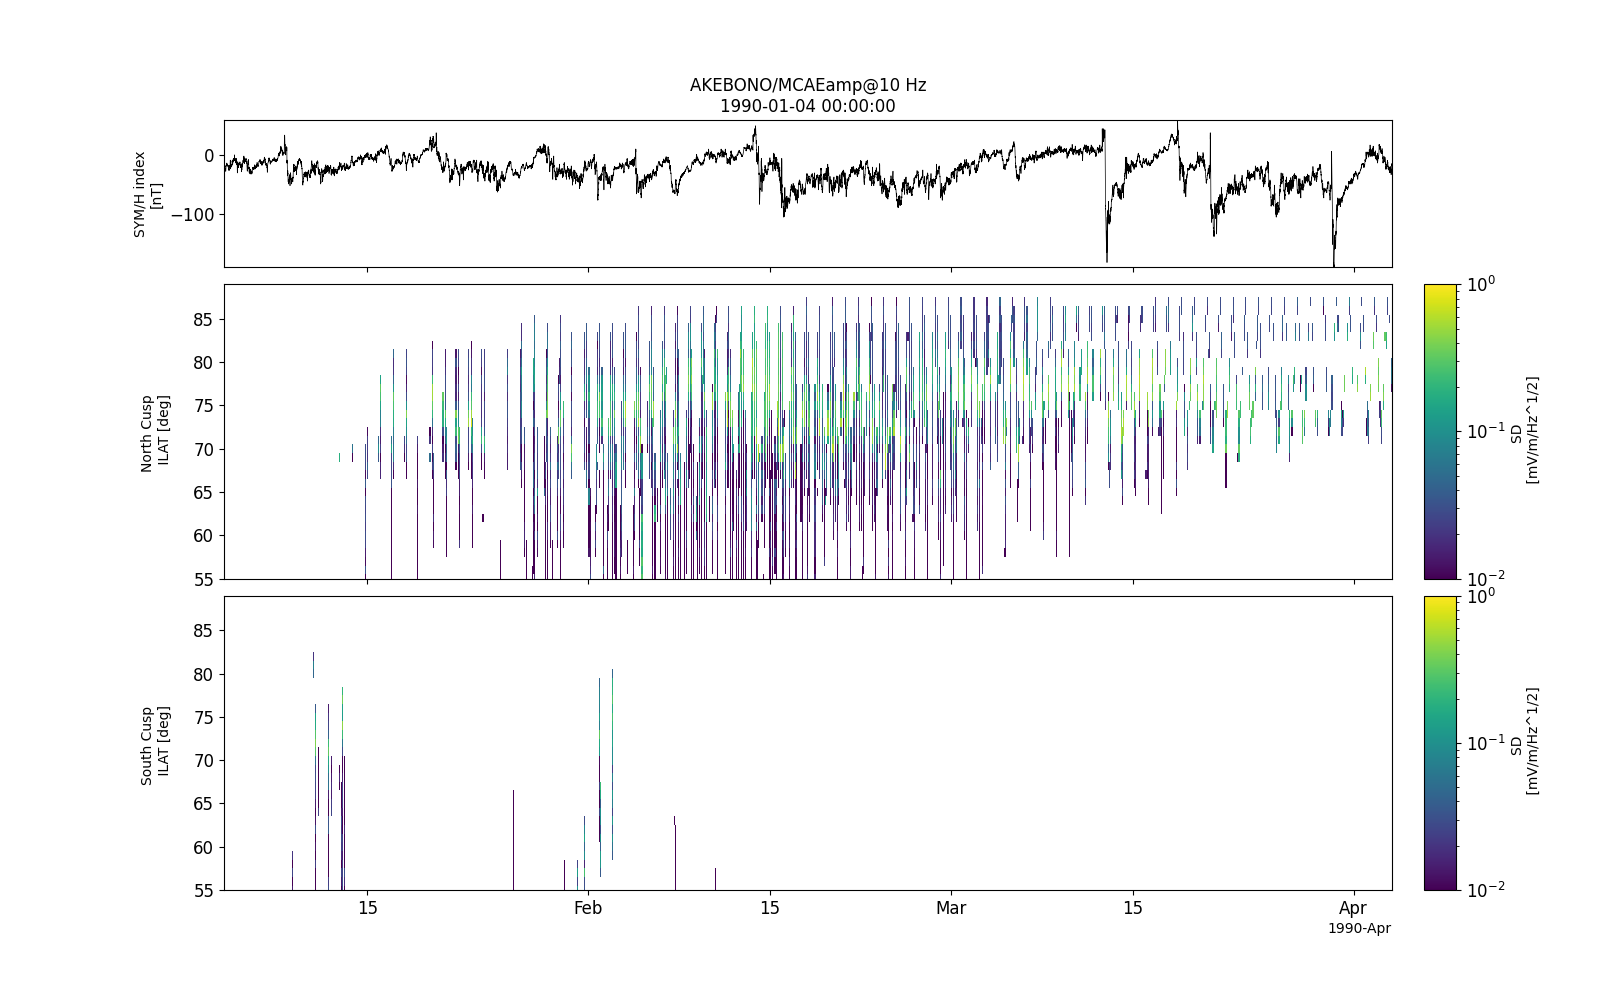 AKEBONO/MCAEamp@10 Hz
1990-01-04 00:00:00
SYM/H index
[nT]
0
−100
North Cusp
ILAT [deg]
85
80
75
70
65
60
55
10^0
10^-1
10^-2
SD
[mV/m/Hz^1/2]
South Cusp
ILAT [deg]
85
80
75
70
65
60
55
10^0
10^-1
10^-2
SD
[mV/m/Hz^1/2]
15
Feb
15
Mar
15
Apr
1990-Apr